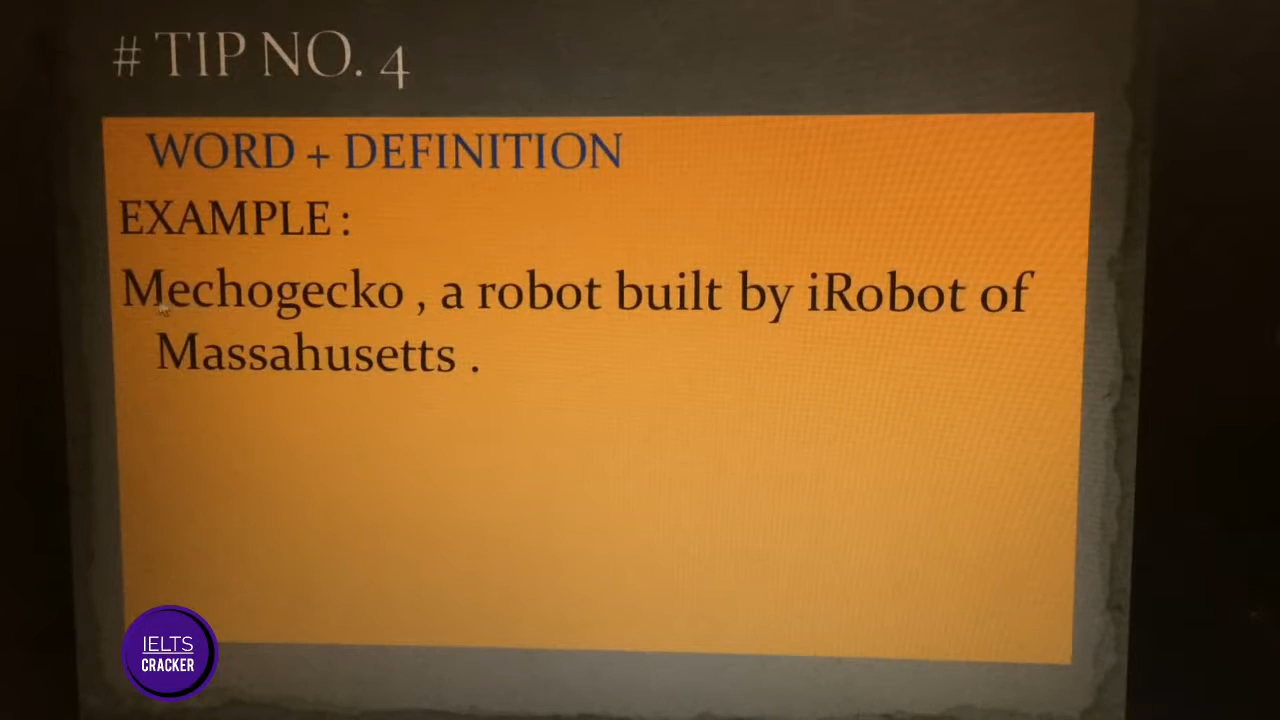 # TIP NO. 4
WORD + DEFINITION
EXAMPLE :
Mechogecko , a robot built by iRobot of
Massahusetts .
IELTS
CRACKER